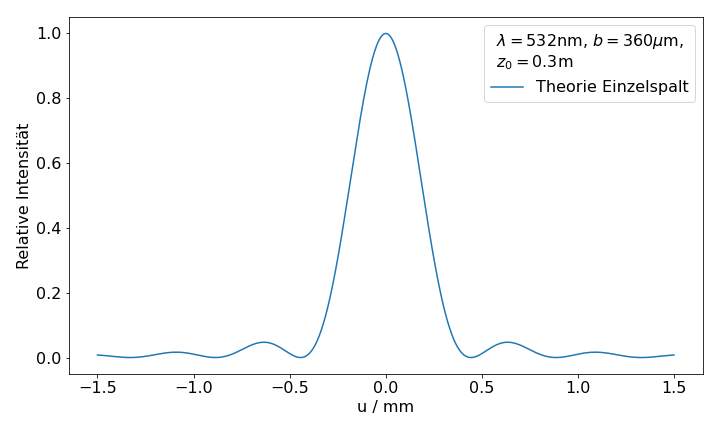 λ = 532nm, b = 360μm,
z₀ = 0.3m
Theorie Einzelspalt
Relative Intensität
1.0
0.8
0.6
0.4
0.2
0.0
−1.5 −1.0 −0.5 0.0 0.5 1.0 1.5
u / mm